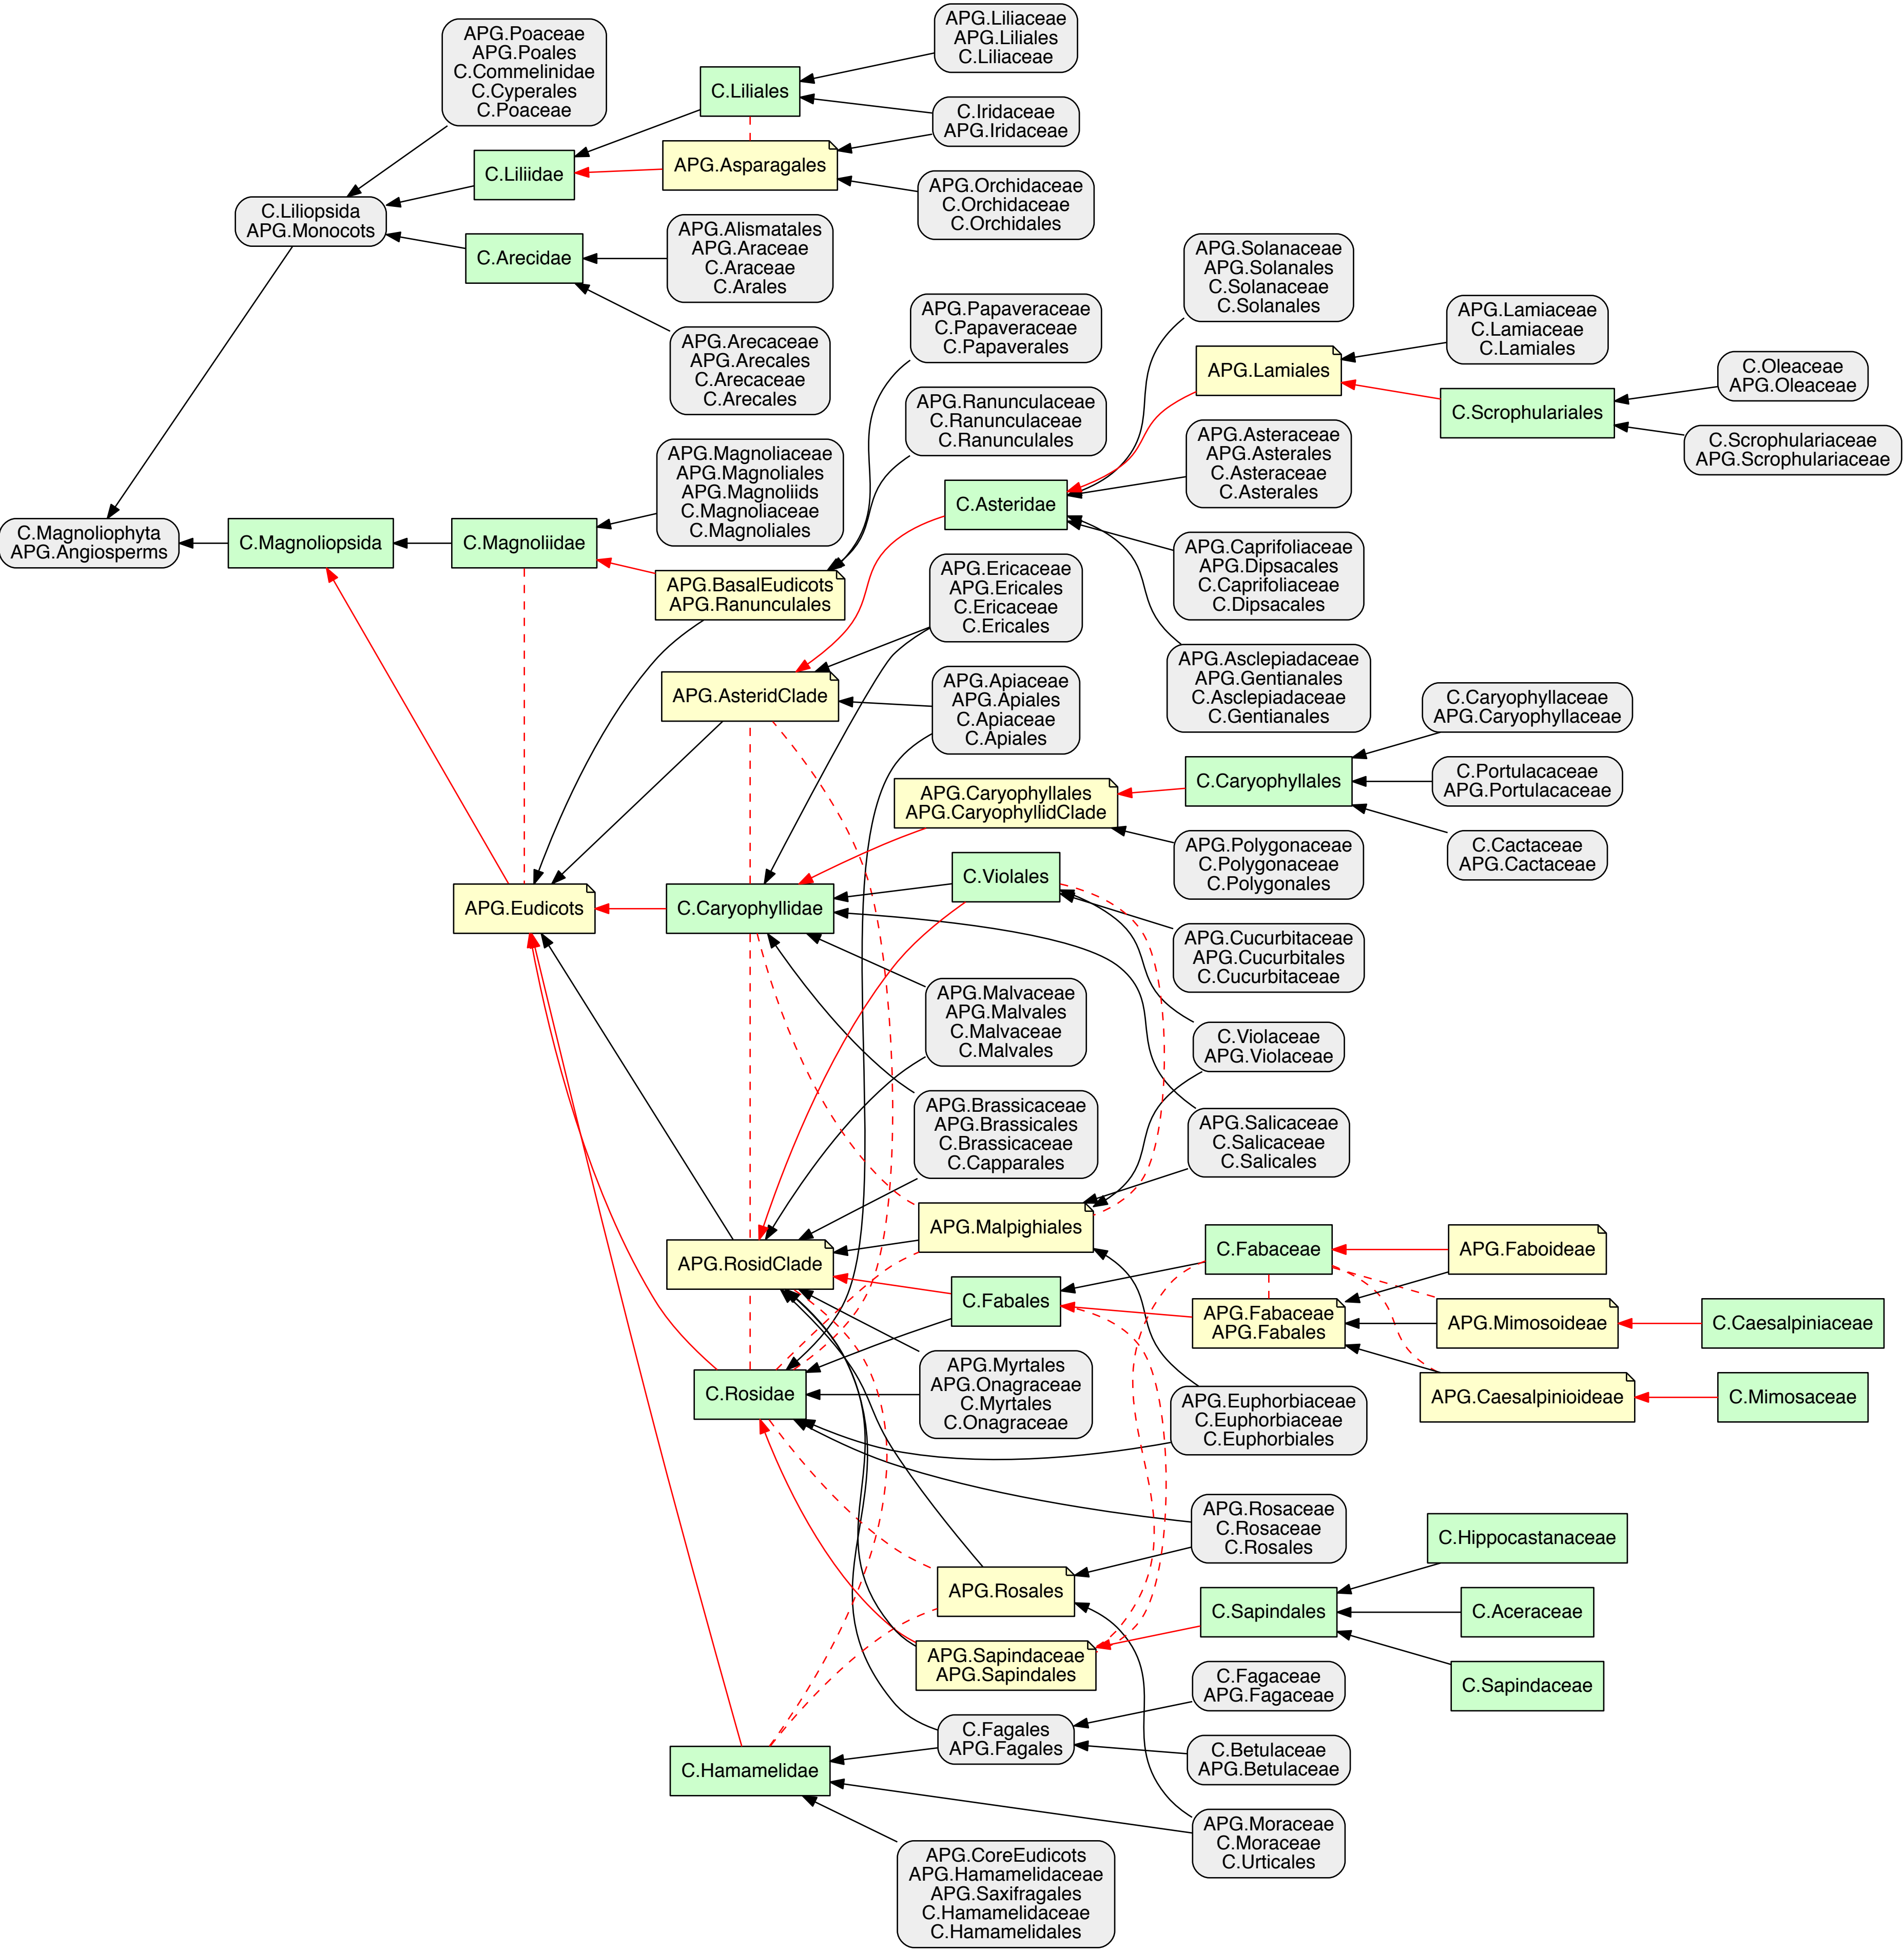 APG.Poaceae
APG.Poales
C.Commelinidae
C.Cyperales
C.Poaceae
C.Liliales
APG.Liliaceae
APG.Liliales
C.Liliaceae
C.Iridaceae
APG.Iridaceae
C.Liliidae
APG.Asparagales
APG.Orchidaceae
C.Orchidaceae
C.Orchidales
C.Liliopsida
APG.Monocots
C.Arecidae
APG.Alismatales
APG.Araceae
C.Araceae
C.Arales
APG.Arecaceae
APG.Arecales
C.Arecaceae
C.Arecales
APG.Papaveraceae
C.Papaveraceae
C.Papaverales
APG.Solanaceae
APG.Solanales
C.Solanaceae
C.Solanales
APG.Lamiaceae
C.Lamiaceae
C.Lamiales
APG.Lamiales
C.Oleaceae
APG.Oleaceae
C.Scrophulariales
C.Scrophulariaceae
APG.Scrophulariaceae
APG.Ranunculaceae
C.Ranunculaceae
C.Ranunculales
APG.Asteraceae
APG.Asterales
C.Asteraceae
C.Asterales
APG.Magnoliaceae
APG.Magnoliales
APG.Magnoliids
C.Magnoliaceae
C.Magnoliales
C.Asteridae
C.Magnoliophyta
APG.Angiosperms
C.Magnoliopsida
C.Magnoliidae
APG.BasalEudicots
APG.Ranunculales
APG.Ericaceae
APG.Ericales
C.Ericaceae
C.Ericales
APG.Caprifoliaceae
APG.Dipsacales
C.Caprifoliaceae
C.Dipsacales
APG.AsteridClade
APG.Apiaceae
APG.Apiales
C.Apiaceae
C.Apiales
APG.Asclepiadaceae
APG.Gentianales
C.Asclepiadaceae
C.Gentianales
C.Caryophyllaceae
APG.Caryophyllaceae
C.Caryophyllales
C.Portulacaceae
APG.Portulacaceae
APG.Caryophyllales
APG.CaryophyllidClade
C.Cactaceae
APG.Cactaceae
APG.Polygonaceae
C.Polygonaceae
C.Polygonales
C.Violales
APG.Eudicots
C.Caryophyllidae
APG.Cucurbitaceae
APG.Cucurbitales
C.Cucurbitaceae
APG.Malvaceae
APG.Malvales
C.Malvaceae
C.Malvales
C.Violaceae
APG.Violaceae
APG.Brassicaceae
APG.Brassicales
C.Brassicaceae
C.Capparales
APG.Salicaceae
C.Salicaceae
C.Salicales
APG.Malpighiales
APG.RosidClade
C.Fabaceae
APG.Faboideae
C.Fabales
APG.Fabaceae
APG.Fabales
APG.Mimosoideae
C.Caesalpiniaceae
C.Rosidae
APG.Myrtales
APG.Onagraceae
C.Myrtales
C.Onagraceae
APG.Caesalpinioideae
C.Mimosaceae
APG.Euphorbiaceae
C.Euphorbiaceae
C.Euphorbiales
APG.Rosaceae
C.Rosaceae
C.Rosales
C.Hippocastanaceae
APG.Rosales
C.Sapindales
C.Aceraceae
APG.Sapindaceae
APG.Sapindales
C.Sapindaceae
C.Fagaceae
APG.Fagaceae
C.Fagales
APG.Fagales
C.Hamamelidae
C.Betulaceae
APG.Betulaceae
APG.Moraceae
C.Moraceae
C.Urticales
APG.CoreEudicots
APG.Hamamelidaceae
APG.Saxifragales
C.Hamamelidaceae
C.Hamamelidales